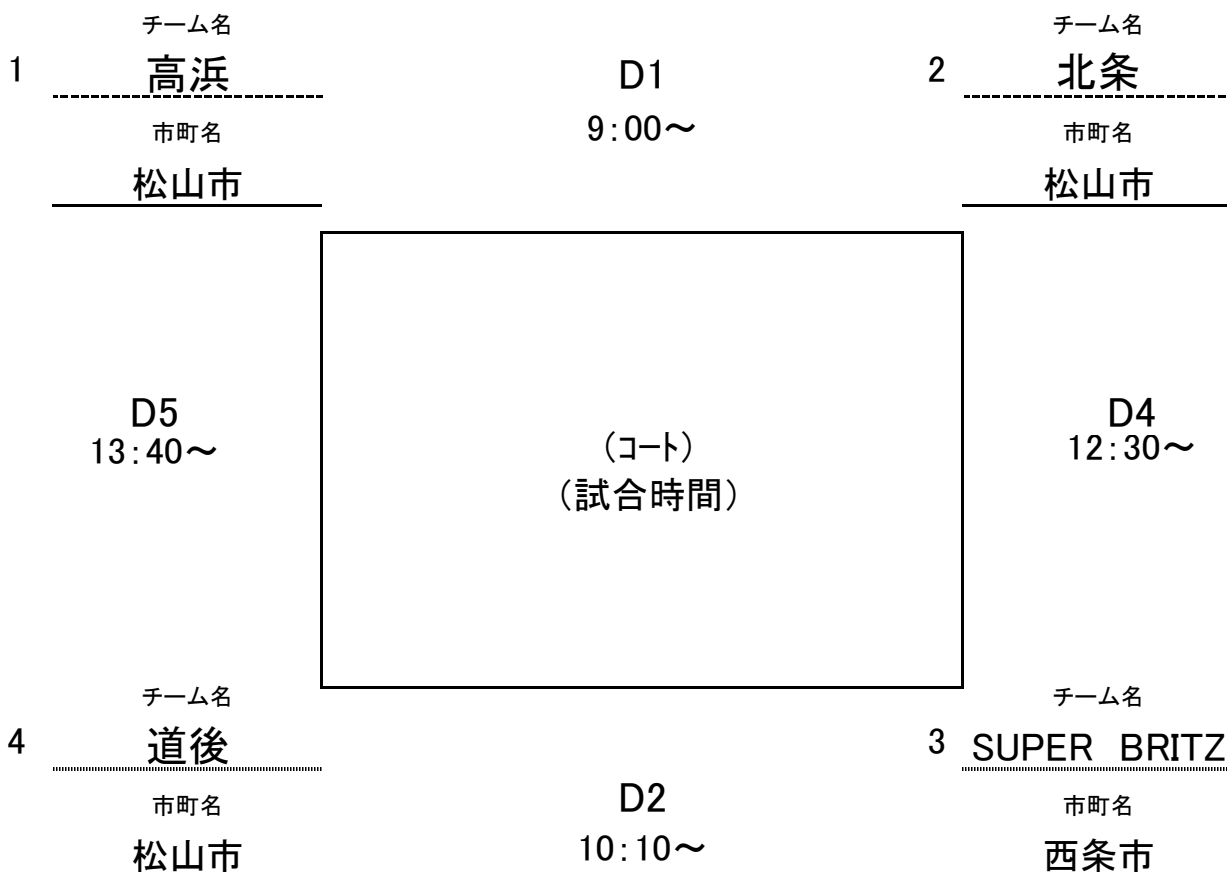 チーム名
1 高浜
市町名
松山市
D1
9:00～
チーム名
2 北条
市町名
松山市
D5
13:40～
（コート）
（試合時間）
D4
12:30～
チーム名
4 道後
市町名
松山市
D2
10:10～
チーム名
3 SUPER BRITZ
市町名
西条市